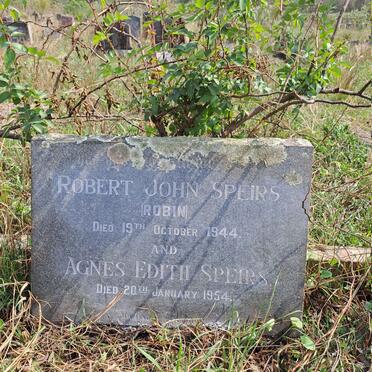 ROBERT JOHN SPEIRS
(ROBIN)
DIED 19TH OCTOBER 1944.
AND
AGNES EDITH SPEIRS
DIED 20TH JANUARY 1954.